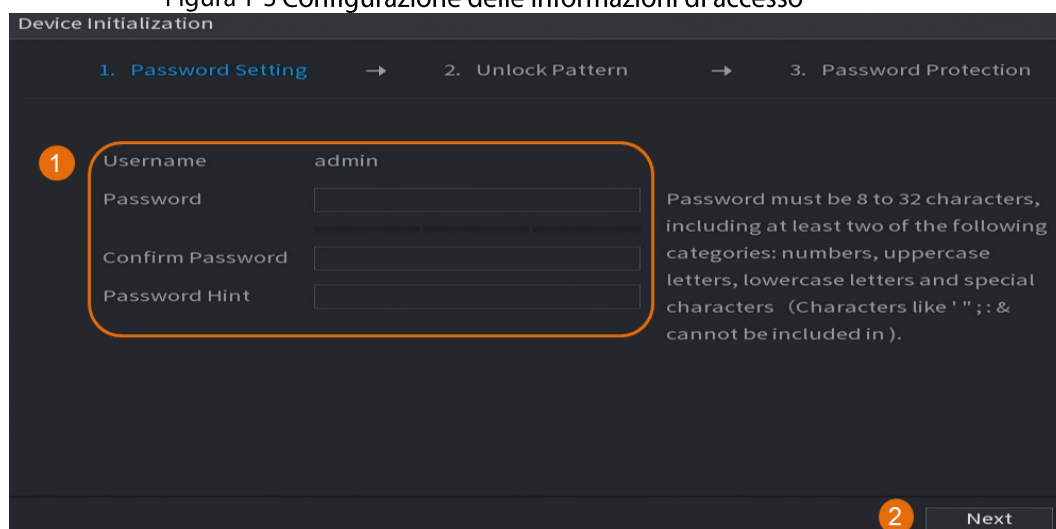 Figura 1-3 Configurazione delle informazioni di accesso
Device Initialization
1. Password Setting → 2. Unlock Pattern → 3. Password Protection
1
Username admin
Password
Confirm Password
Password Hint
Password must be 8 to 32 characters,
including at least two of the following
categories: numbers, uppercase
letters, lowercase letters and special
characters (Characters like ' " ; : &
cannot be included in ).
2 Next